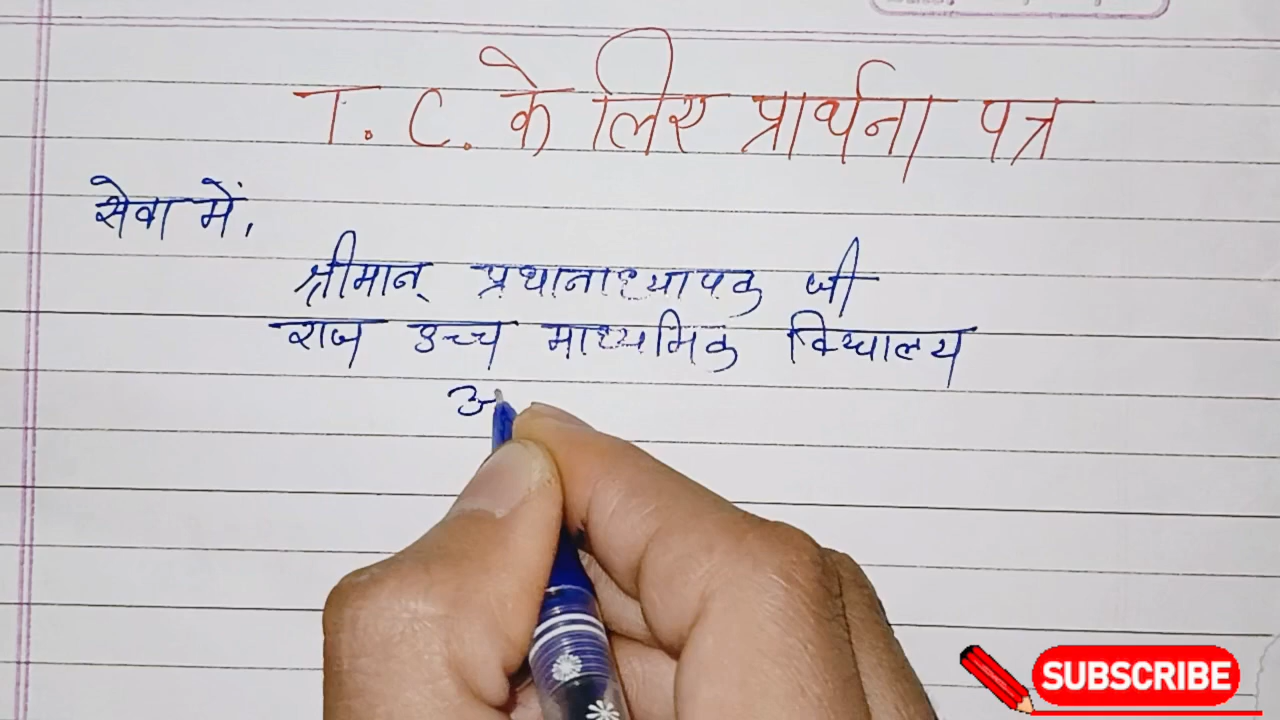 T. C. के लिए प्रार्थना पत्र
सेवा में,
श्रीमान् प्रधानाध्यापक जी
राज उच्च माध्यमिक विद्यालय
SUBSCRIBE